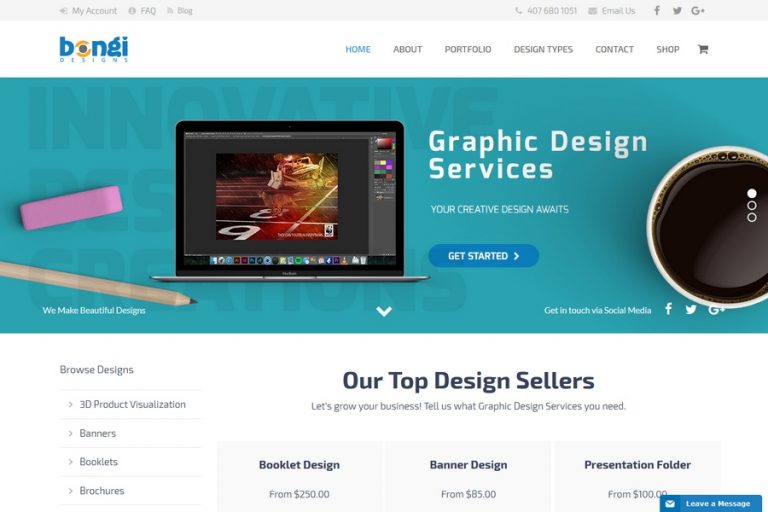 My Account
FAQ
Blog
407 680 1051
Email Us
bongi
DESIGNS
HOME
ABOUT
PORTFOLIO
DESIGN TYPES
CONTACT
SHOP
INNOVATIVE
DESIGN
CREATIONS
Graphic Design
Services
YOUR CREATIVE DESIGN AWAITS
GET STARTED
We Make Beautiful Designs
Get in touch via Social Media
Browse Designs
Our Top Design Sellers
Let's grow your business! Tell us what Graphic Design Services you need.
3D Product Visualization
Banners
Booklets
Brochures
Booklet Design
From $250.00
Banner Design
From $85.00
Presentation Folder
From $100.00
Leave a Message